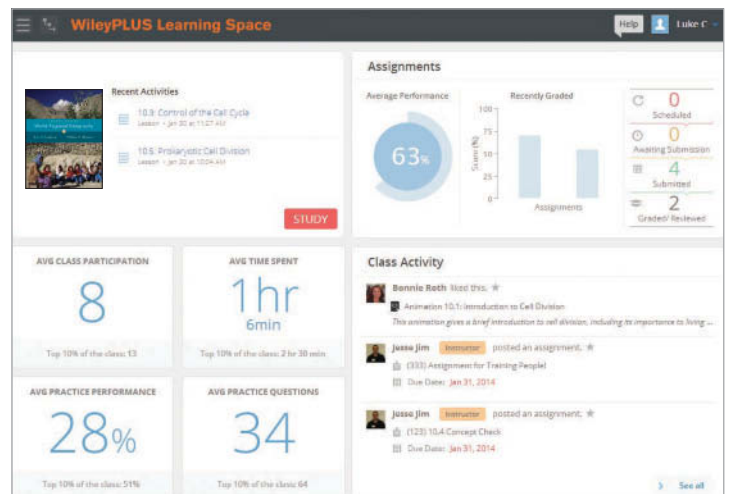 WileyPLUS Learning Space
Help
Luke C
Recent Activities
10.3: Control of the Cell Cycle
Lesson • Jan 30 at 11:27 AM
10.5: Prokaryotic Cell Division
Lesson • Jan 30 at 10:04 AM
STUDY
Assignments
Average Performance
63%
Recently Graded
Score (%)
100
75
50
25
0
Assignments
0
Scheduled
0
Awaiting Submission
4
Submitted
2
Graded/ Reviewed
AVG CLASS PARTICIPATION
8
Top 10% of the class: 13
AVG TIME SPENT
1hr
6min
Top 10% of the class: 2 hr 30 min
AVG PRACTICE PERFORMANCE
28%
Top 10% of the class: 51%
AVG PRACTICE QUESTIONS
34
Top 10% of the class: 64
Class Activity
Bonnie Roth liked this.
Animation 10.1: Introduction to Cell Division
This animation gives a brief introduction to cell division, including its importance to living ...
Jesse Jim Instructor posted an assignment.
(333) Assignment for Training People!
Due Date: Jan 31, 2014
Jesse Jim Instructor posted an assignment.
(123) 10.4 Concept Check
Due Date: Jan 31, 2014
See all